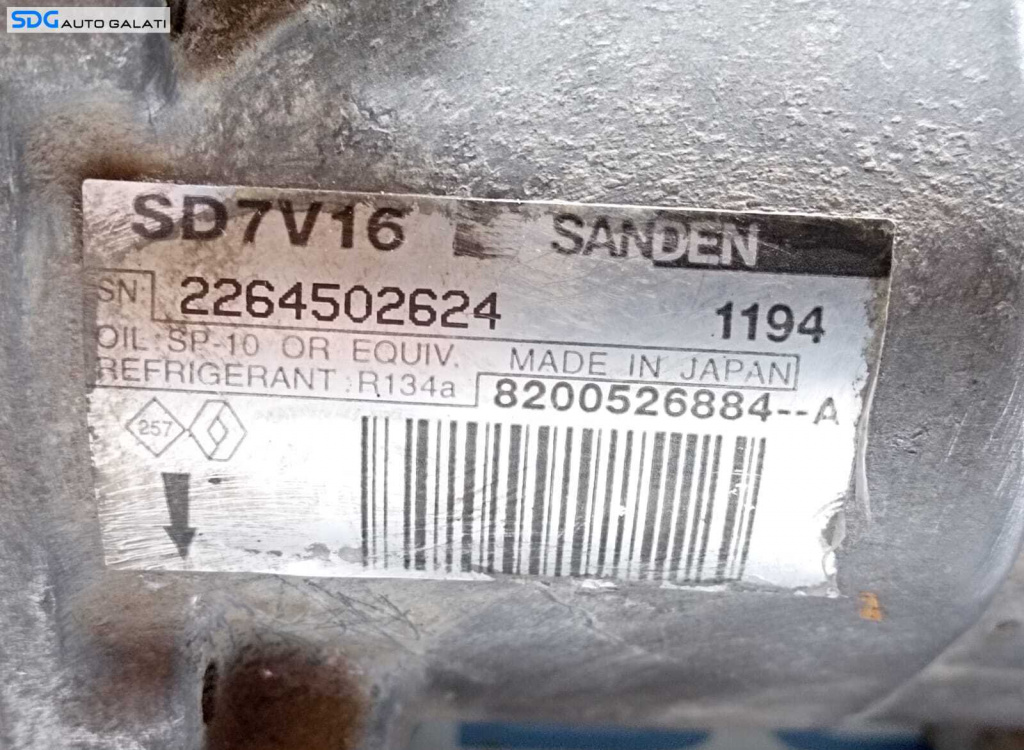 SDG AUTO GALATI
SD7V16 SANDEN
SN: 2264502624 1194
OIL : SP-10 OR EQUIV. MADE IN JAPAN
REFRIGERANT : R134a 8200526884--A
257